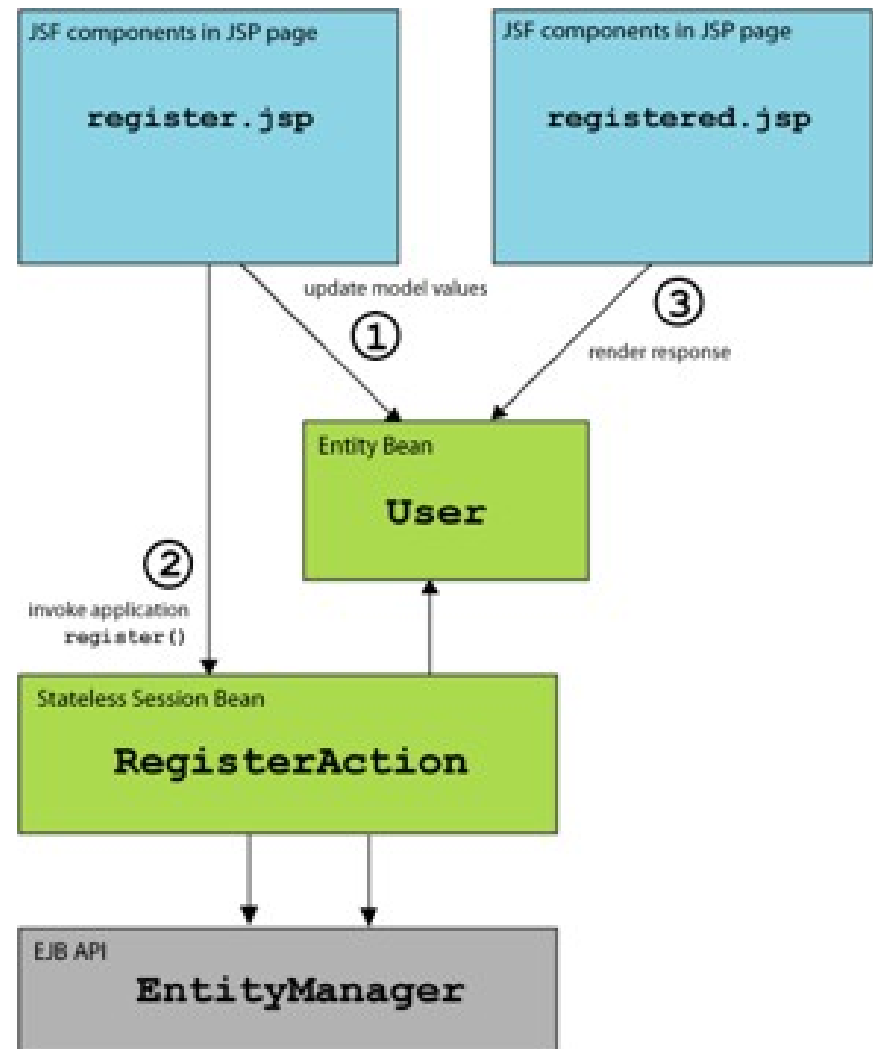 JSF components in JSP page
register.jsp
JSF components in JSP page
registered.jsp
update model values
①
③
render response
Entity Bean
User
②
invoke application
register()
Stateless Session Bean
RegisterAction
EJB API
EntityManager